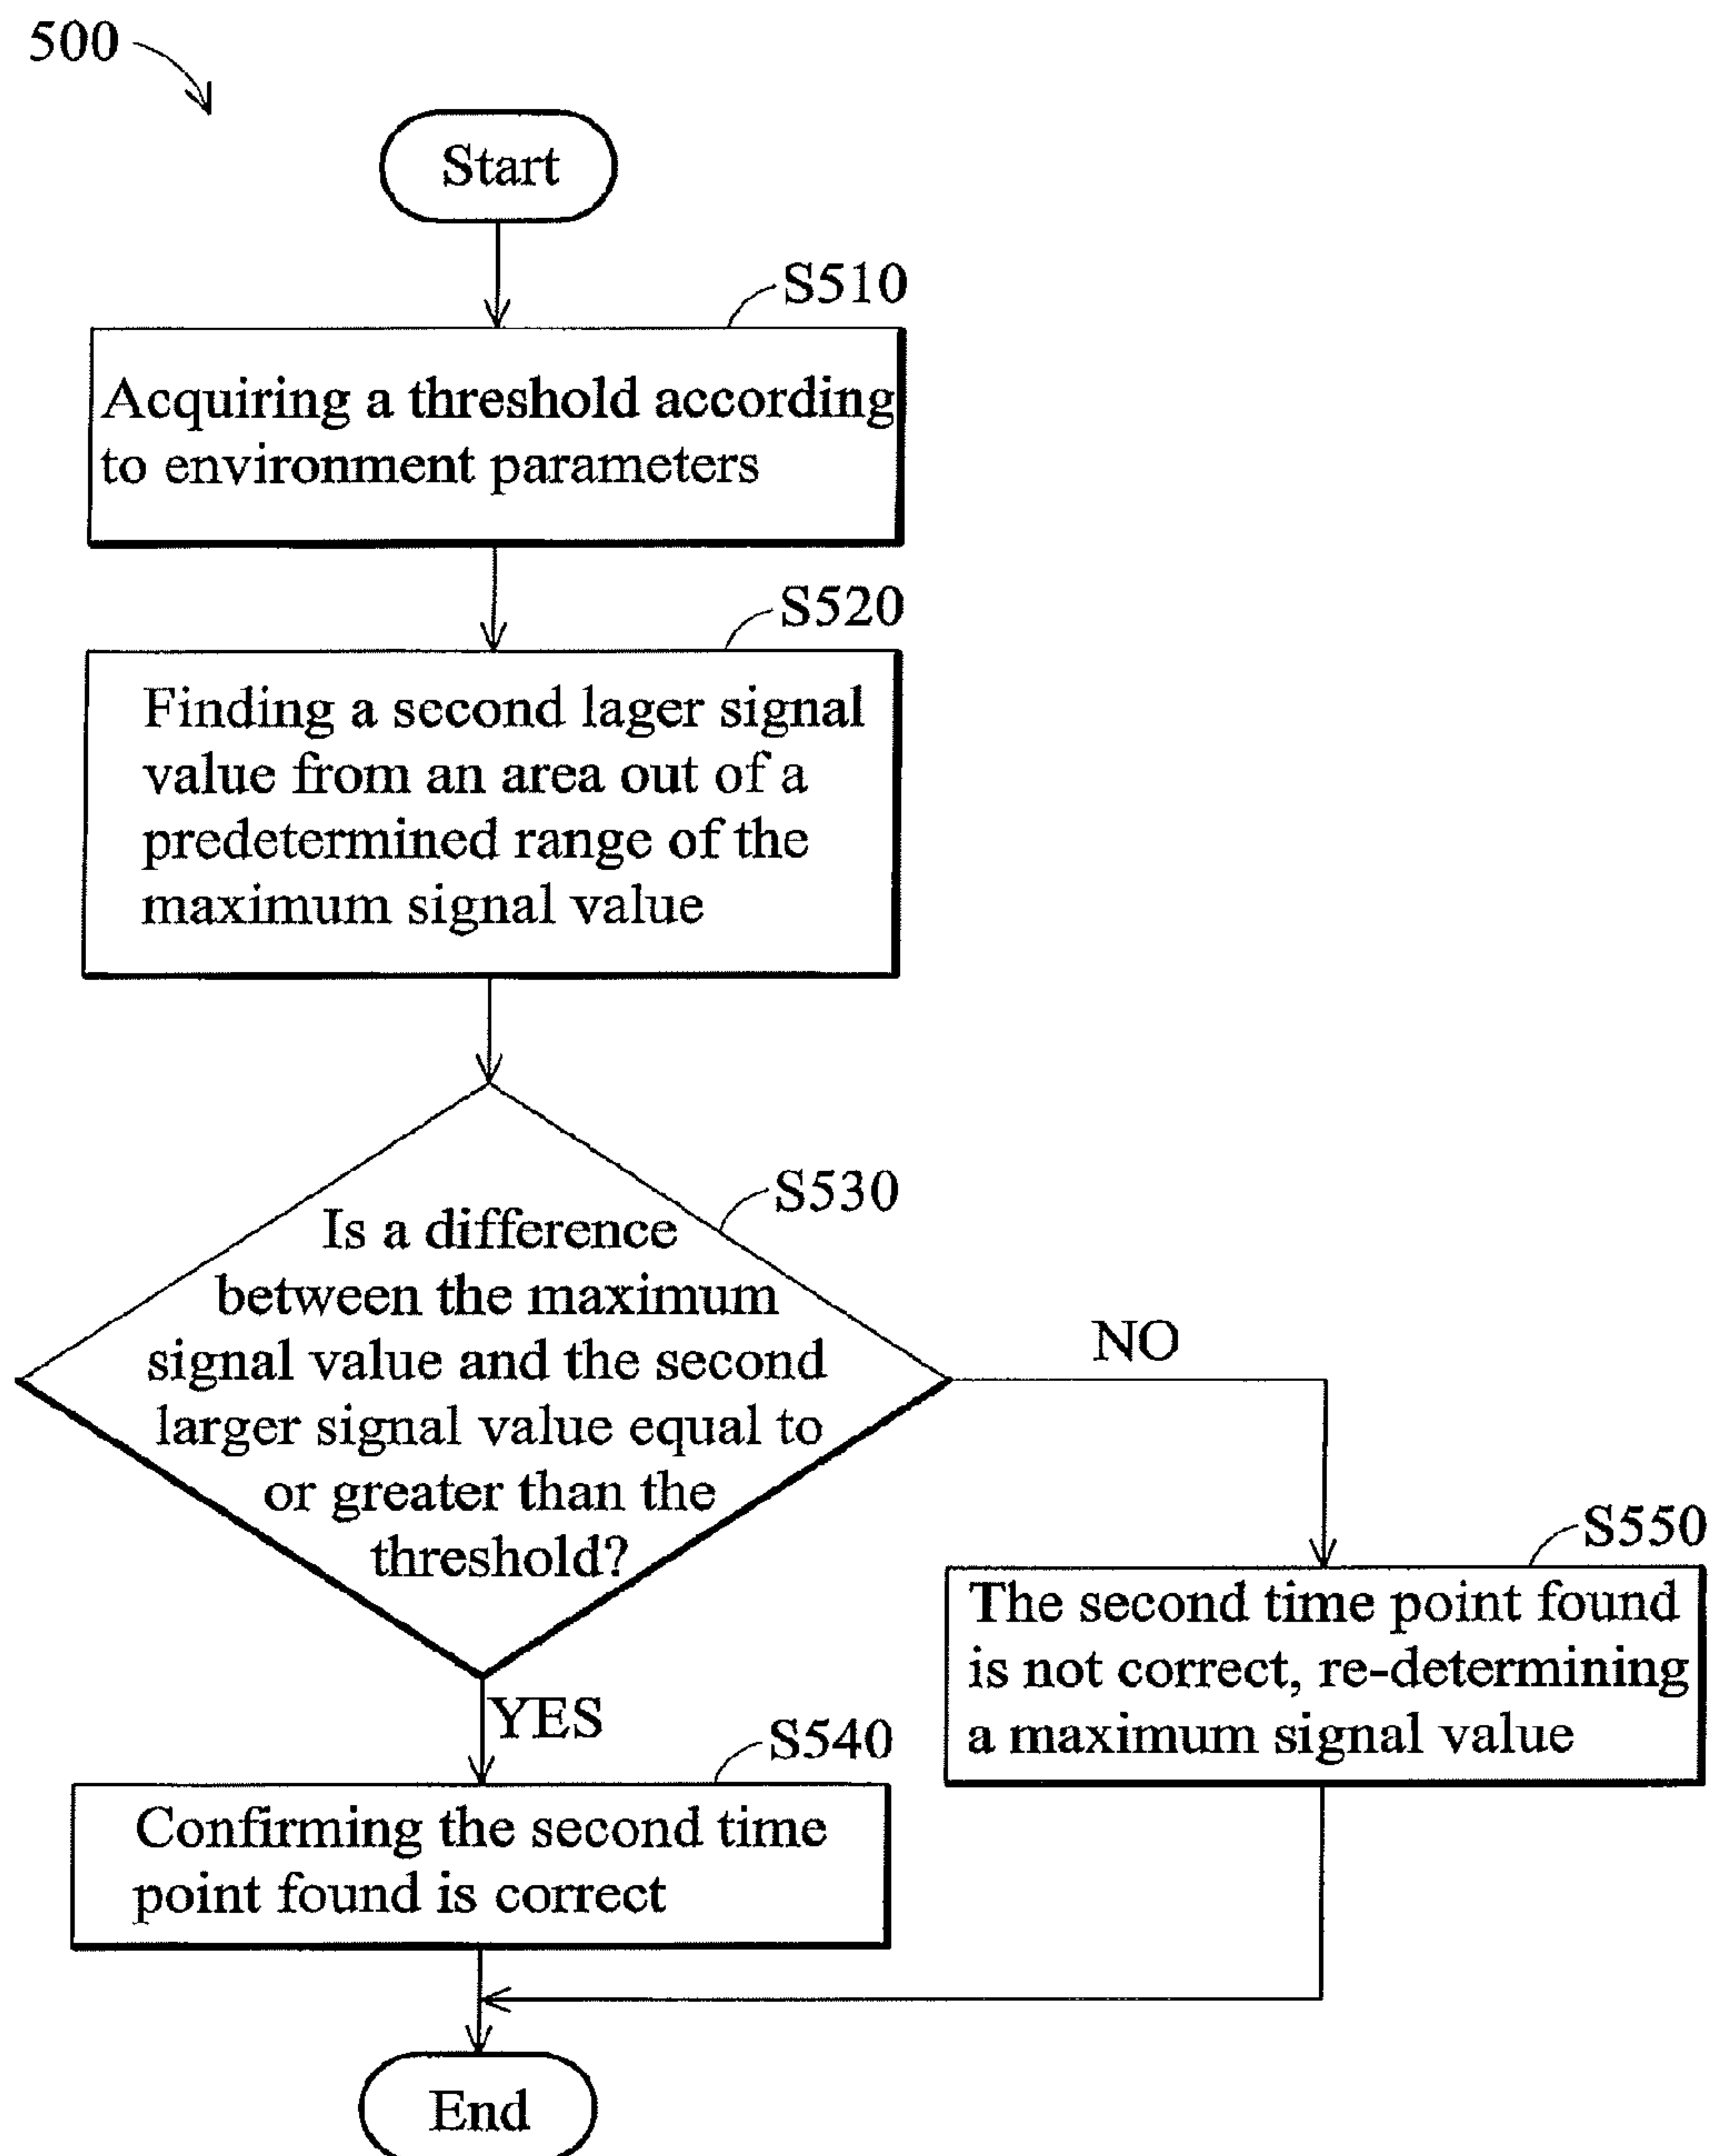 500
Start
S510
Acquiring a threshold according
to environment parameters
S520
Finding a second lager signal
value from an area out of a
predetermined range of the
maximum signal value
S530
Is a difference
between the maximum
signal value and the second
larger signal value equal to
or greater than the
threshold?
NO
S550
The second time point found
is not correct, re-determining
a maximum signal value
YES
S540
Confirming the second time
point found is correct
End